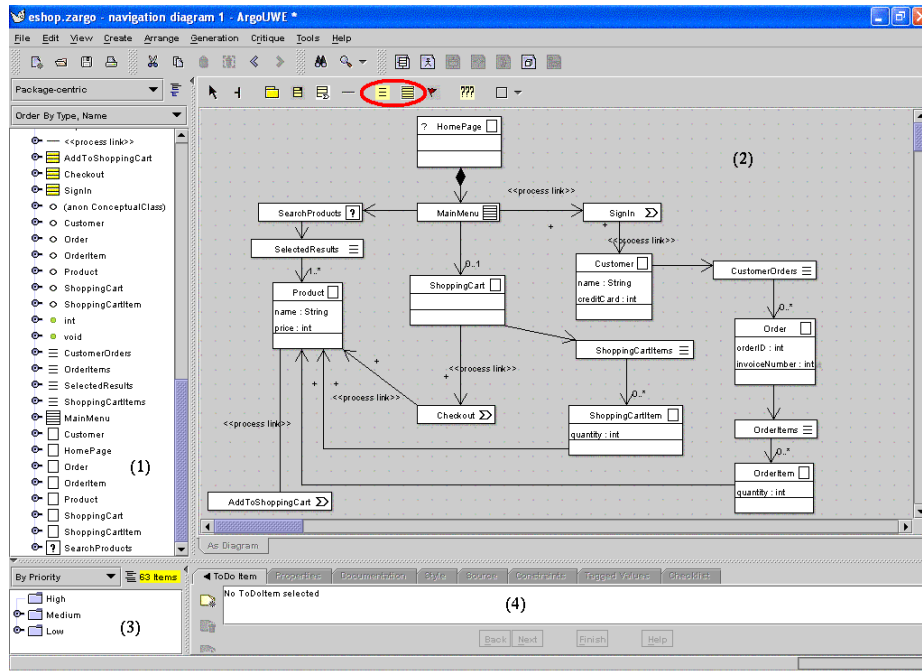 eshop.zargo - navigation diagram 1 - ArgoUWE *
File Edit View Create Arrange Generation Critique Tools Help
Package-centric
Order By Type, Name
<<process link>>
AddToShoppingCart
Checkout
SignIn
(anon ConceptualClass)
Customer
Order
OrderItem
Product
ShoppingCart
ShoppingCartItem
int
void
CustomerOrders
OrderItems
SelectedResults
ShoppingCartItems
MainMenu
Customer
HomePage
Order
OrderItem
Product
ShoppingCart
ShoppingCartItem
? SearchProducts
(1)
???
? HomePage
(2)
<<process link>>
SearchProducts ?
MainMenu
SignIn
+
+
<<process link>>
SelectedResults
1..*
0..1
Customer
name : String
creditCard : int
CustomerOrders
Product
name : String
price : int
ShoppingCart
0..*
Order
orderID : int
invoiceNumber : int
ShoppingCartItems
+
+
<<process link>>
+
+
<<process link>>
0..*
Checkout
ShoppingCartItem
quantity : int
<<process link>>
OrderItems
0..*
OrderItem
quantity : int
AddToShoppingCart
As Diagram
By Priority
63 Items
High
Medium
Low
(3)
ToDo Item Properties Documentation Style Source Constraints Tagged Values Checklist
No ToDoItem selected
(4)
Back Next Finish Help